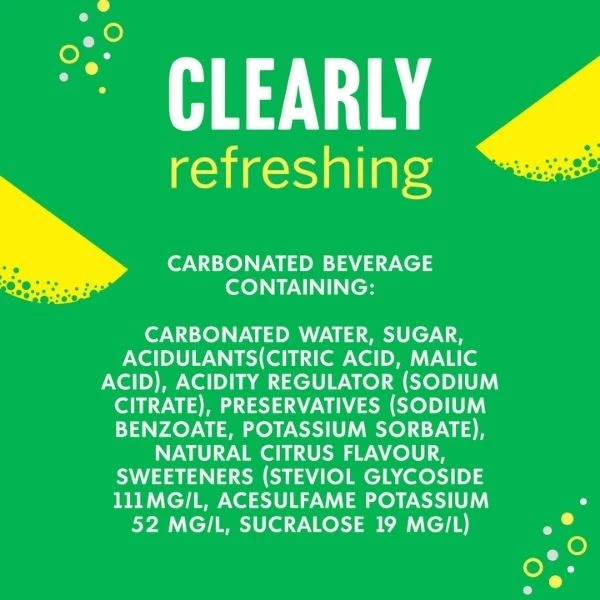 CLEARLY
refreshing
CARBONATED BEVERAGE
CONTAINING:
CARBONATED WATER, SUGAR,
ACIDULANTS(CITRIC ACID, MALIC
ACID), ACIDITY REGULATOR (SODIUM
CITRATE), PRESERVATIVES (SODIUM
BENZOATE, POTASSIUM SORBATE),
NATURAL CITRUS FLAVOUR,
SWEETENERS (STEVIOL GLYCOSIDE
111MG/L, ACESULFAME POTASSIUM
52 MG/L, SUCRALOSE 19 MG/L)